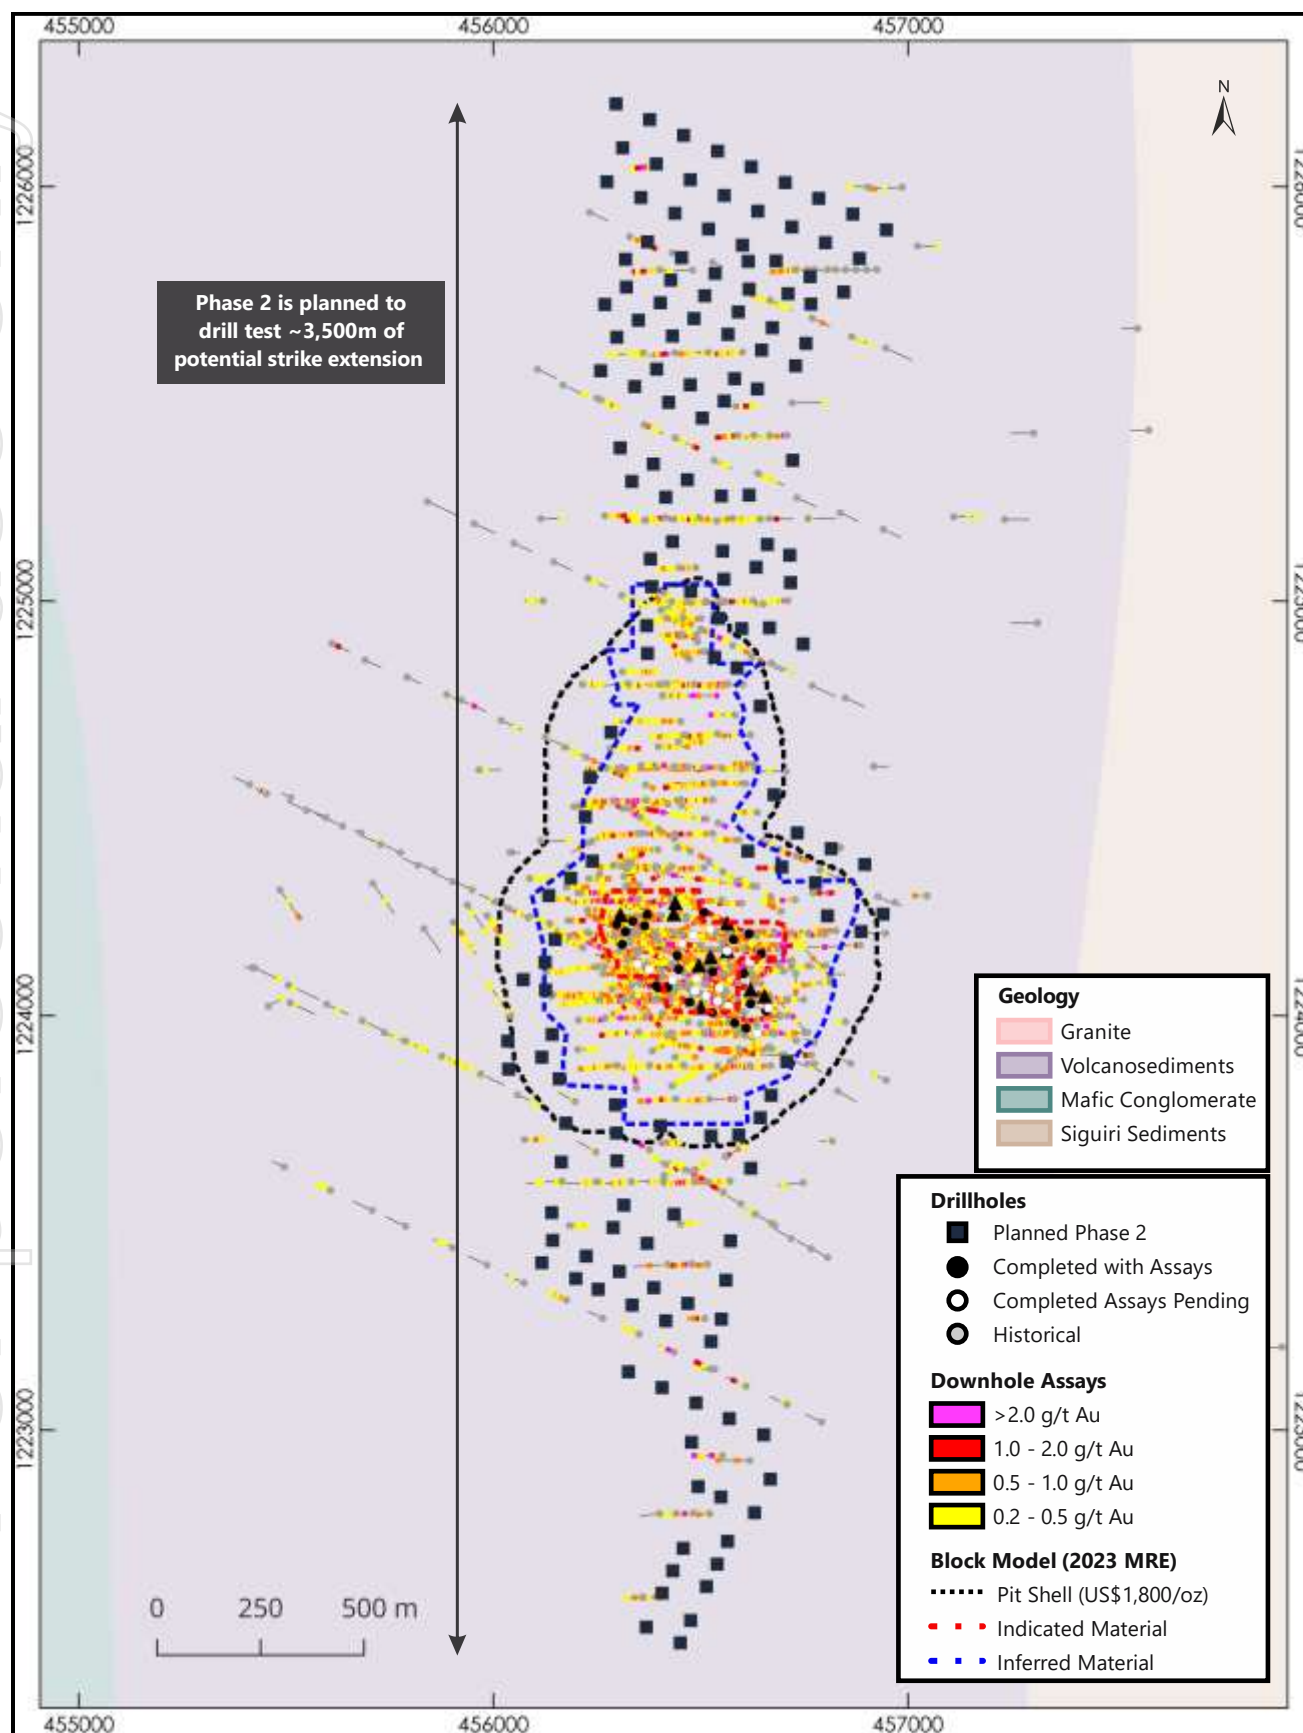 455000
456000
457000
N
1226000
Phase 2 is planned to
drill test ~3,500m of
potential strike extension
1225000
1224000
Geology
Granite
Volcanosediments
Mafic Conglomerate
Siguiri Sediments
Drillholes
Planned Phase 2
Completed with Assays
Completed Assays Pending
Historical
Downhole Assays
>2.0 g/t Au
1.0 - 2.0 g/t Au
0.5 - 1.0 g/t Au
0.2 - 0.5 g/t Au
Block Model (2023 MRE)
Pit Shell (US$1,800/oz)
Indicated Material
Inferred Material
1223000
0 250 500 m
455000
456000
457000